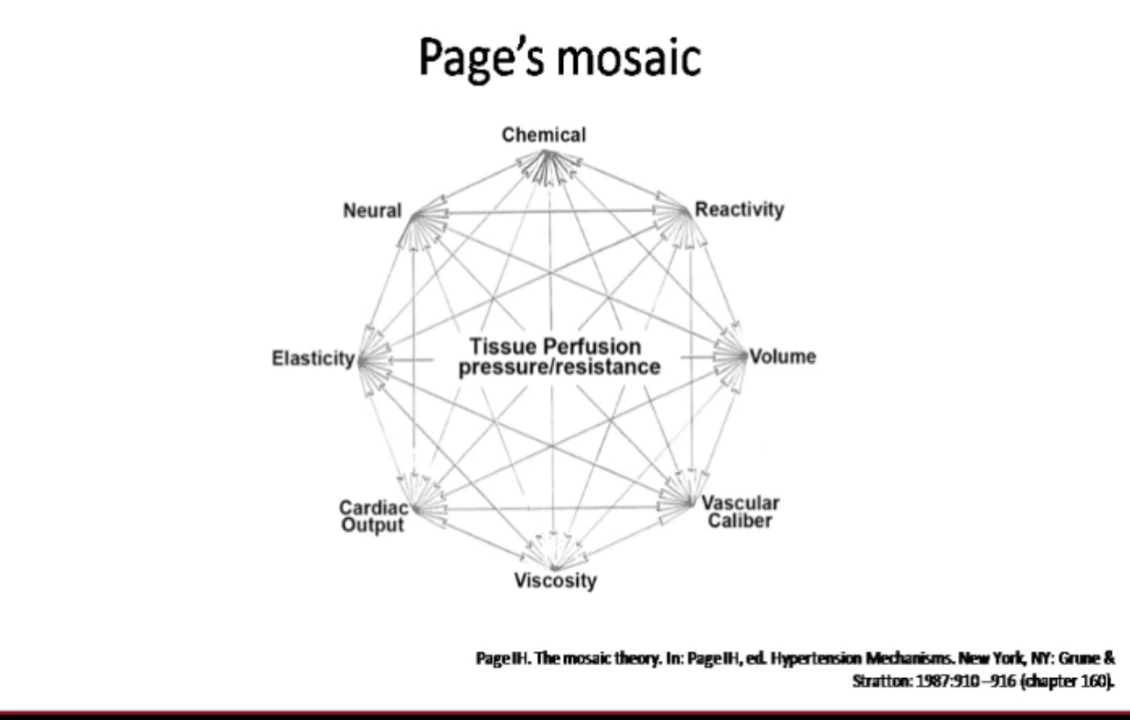 Page's mosaic
Chemical
Neural
Reactivity
Tissue Perfusion
pressure/resistance
Elasticity
Volume
Cardiac
Output
Vascular
Caliber
Viscosity
Page IH. The mosaic theory. In: Page IH, ed. Hypertension Mechanisms. New York, NY: Grune &
Stratton: 1987:910–916 (chapter 160).